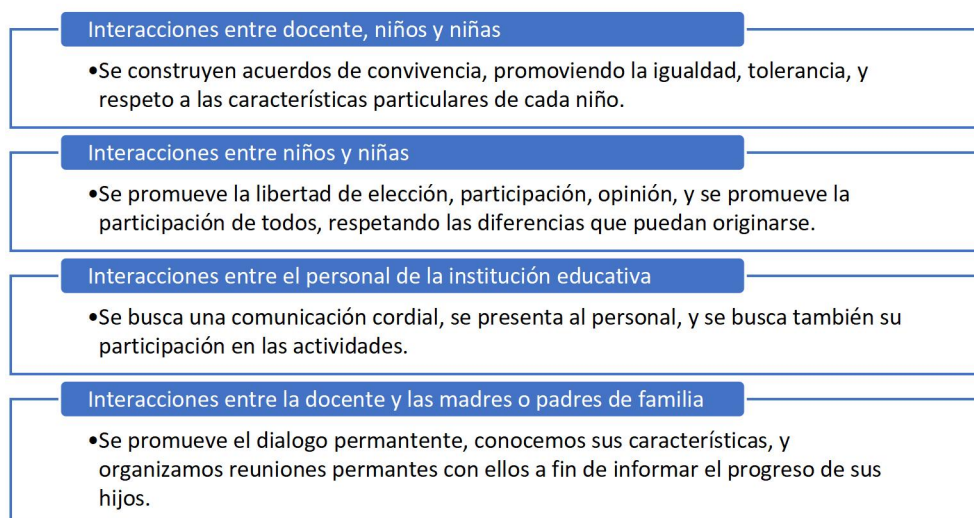 Interacciones entre docente, niños y niñas
•Se construyen acuerdos de convivencia, promoviendo la igualdad, tolerancia, y
respeto a las características particulares de cada niño.
Interacciones entre niños y niñas
•Se promueve la libertad de elección, participación, opinión, y se promueve la
participación de todos, respetando las diferencias que puedan originarse.
Interacciones entre el personal de la institución educativa
•Se busca una comunicación cordial, se presenta al personal, y se busca también su
participación en las actividades.
Interacciones entre la docente y las madres o padres de familia
•Se promueve el dialogo permantente, conocemos sus características, y
organizamos reuniones permantes con ellos a fin de informar el progreso de sus
hijos.